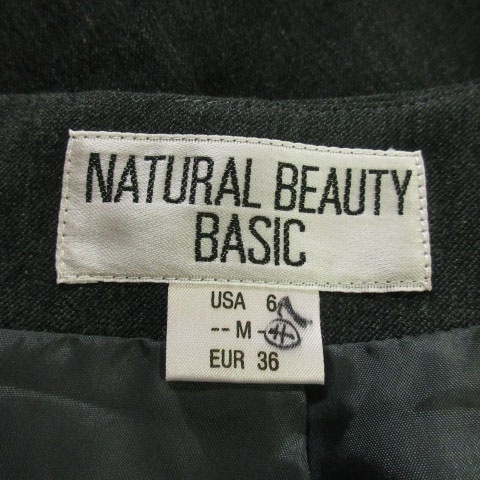 NATURAL BEAUTY
BASIC
USA 6
-- M -
EUR 36